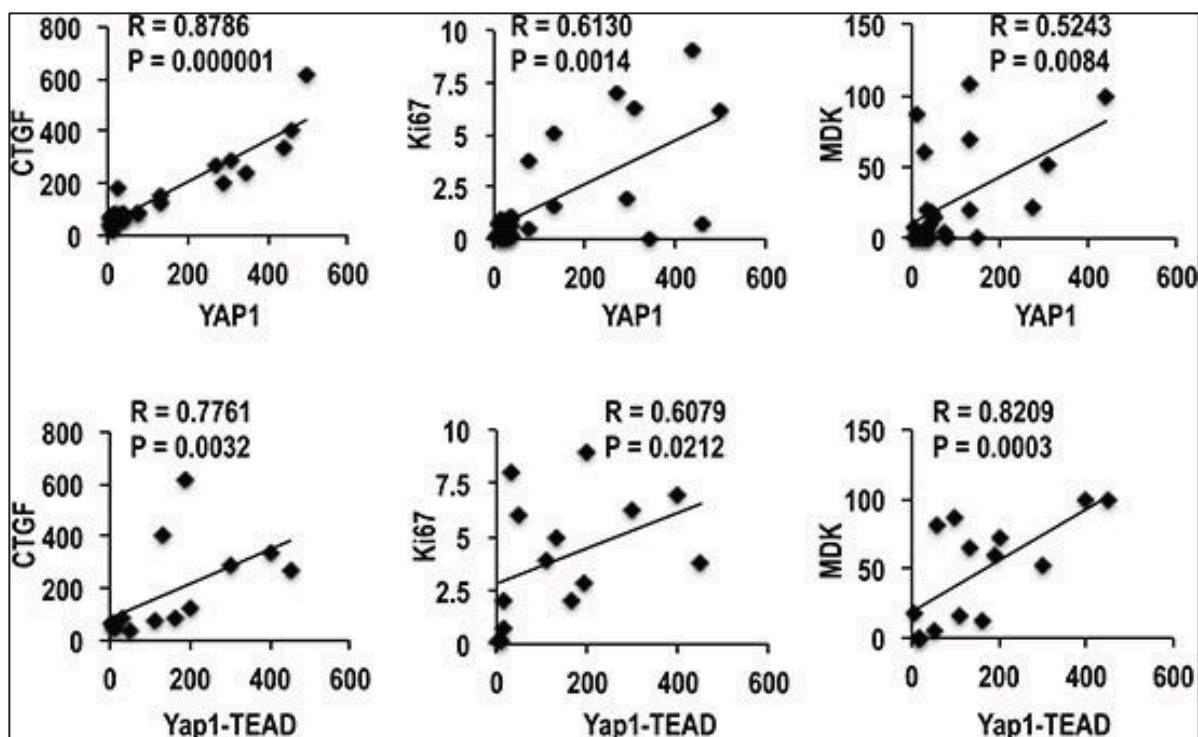 R = 0.8786
P = 0.000001
CTGF
800
600
400
200
0
0 200 400 600
YAP1
R = 0.6130
P = 0.0014
Ki67
10
7.5
5
2.5
0
0 200 400 600
YAP1
R = 0.5243
P = 0.0084
MDK
150
100
50
0
0 200 400 600
YAP1
R = 0.7761
P = 0.0032
CTGF
800
600
400
200
0
0 200 400 600
Yap1-TEAD
R = 0.6079
P = 0.0212
Ki67
10
7.5
5
2.5
0
0 200 400 600
Yap1-TEAD
R = 0.8209
P = 0.0003
MDK
150
100
50
0
0 200 400 600
Yap1-TEAD